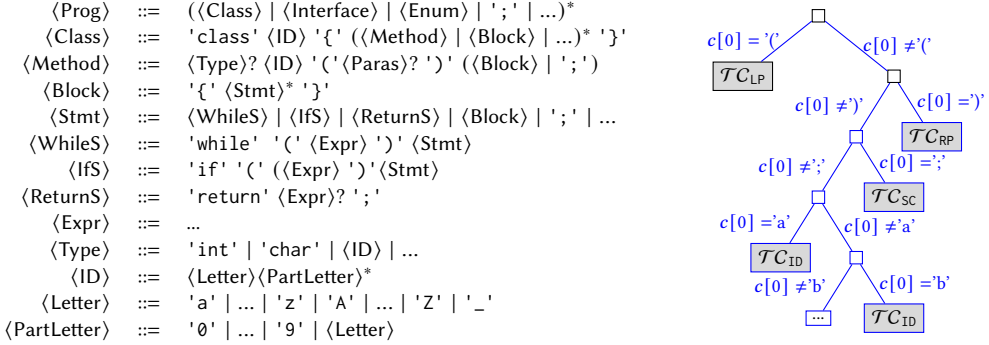 ⟨Prog⟩ ::= (⟨Class⟩ | ⟨Interface⟩ | ⟨Enum⟩ | ';' | ...)*
⟨Class⟩ ::= 'class' ⟨ID⟩ '{' (⟨Method⟩ | ⟨Block⟩ | ...)* '}'
⟨Method⟩ ::= ⟨Type⟩? ⟨ID⟩ '('⟨Paras⟩? ')' (⟨Block⟩ | ';')
⟨Block⟩ ::= '{' ⟨Stmt⟩* '}'
⟨Stmt⟩ ::= ⟨WhileS⟩ | ⟨IfS⟩ | ⟨ReturnS⟩ | ⟨Block⟩ | ';' | ...
⟨WhileS⟩ ::= 'while' '(' ⟨Expr⟩ ')' ⟨Stmt⟩
⟨IfS⟩ ::= 'if' '(' (⟨Expr⟩ ')'⟨Stmt⟩
⟨ReturnS⟩ ::= 'return' ⟨Expr⟩? ';'
⟨Expr⟩ ::= ...
⟨Type⟩ ::= 'int' | 'char' | ⟨ID⟩ | ...
⟨ID⟩ ::= ⟨Letter⟩⟨PartLetter⟩*
⟨Letter⟩ ::= 'a' | ... | 'z' | 'A' | ... | 'Z' | '_'
⟨PartLetter⟩ ::= '0' | ... | '9' | ⟨Letter⟩
c[0] = '(' c[0] ≠'('
𝒯𝒞LP
c[0] ≠')' c[0] =')'
𝒯𝒞RP
c[0] ≠';' c[0] =';'
𝒯𝒞SC
c[0] ='a' c[0] ≠'a'
𝒯𝒞ID
c[0] ≠'b' c[0] ='b'
... 𝒯𝒞ID